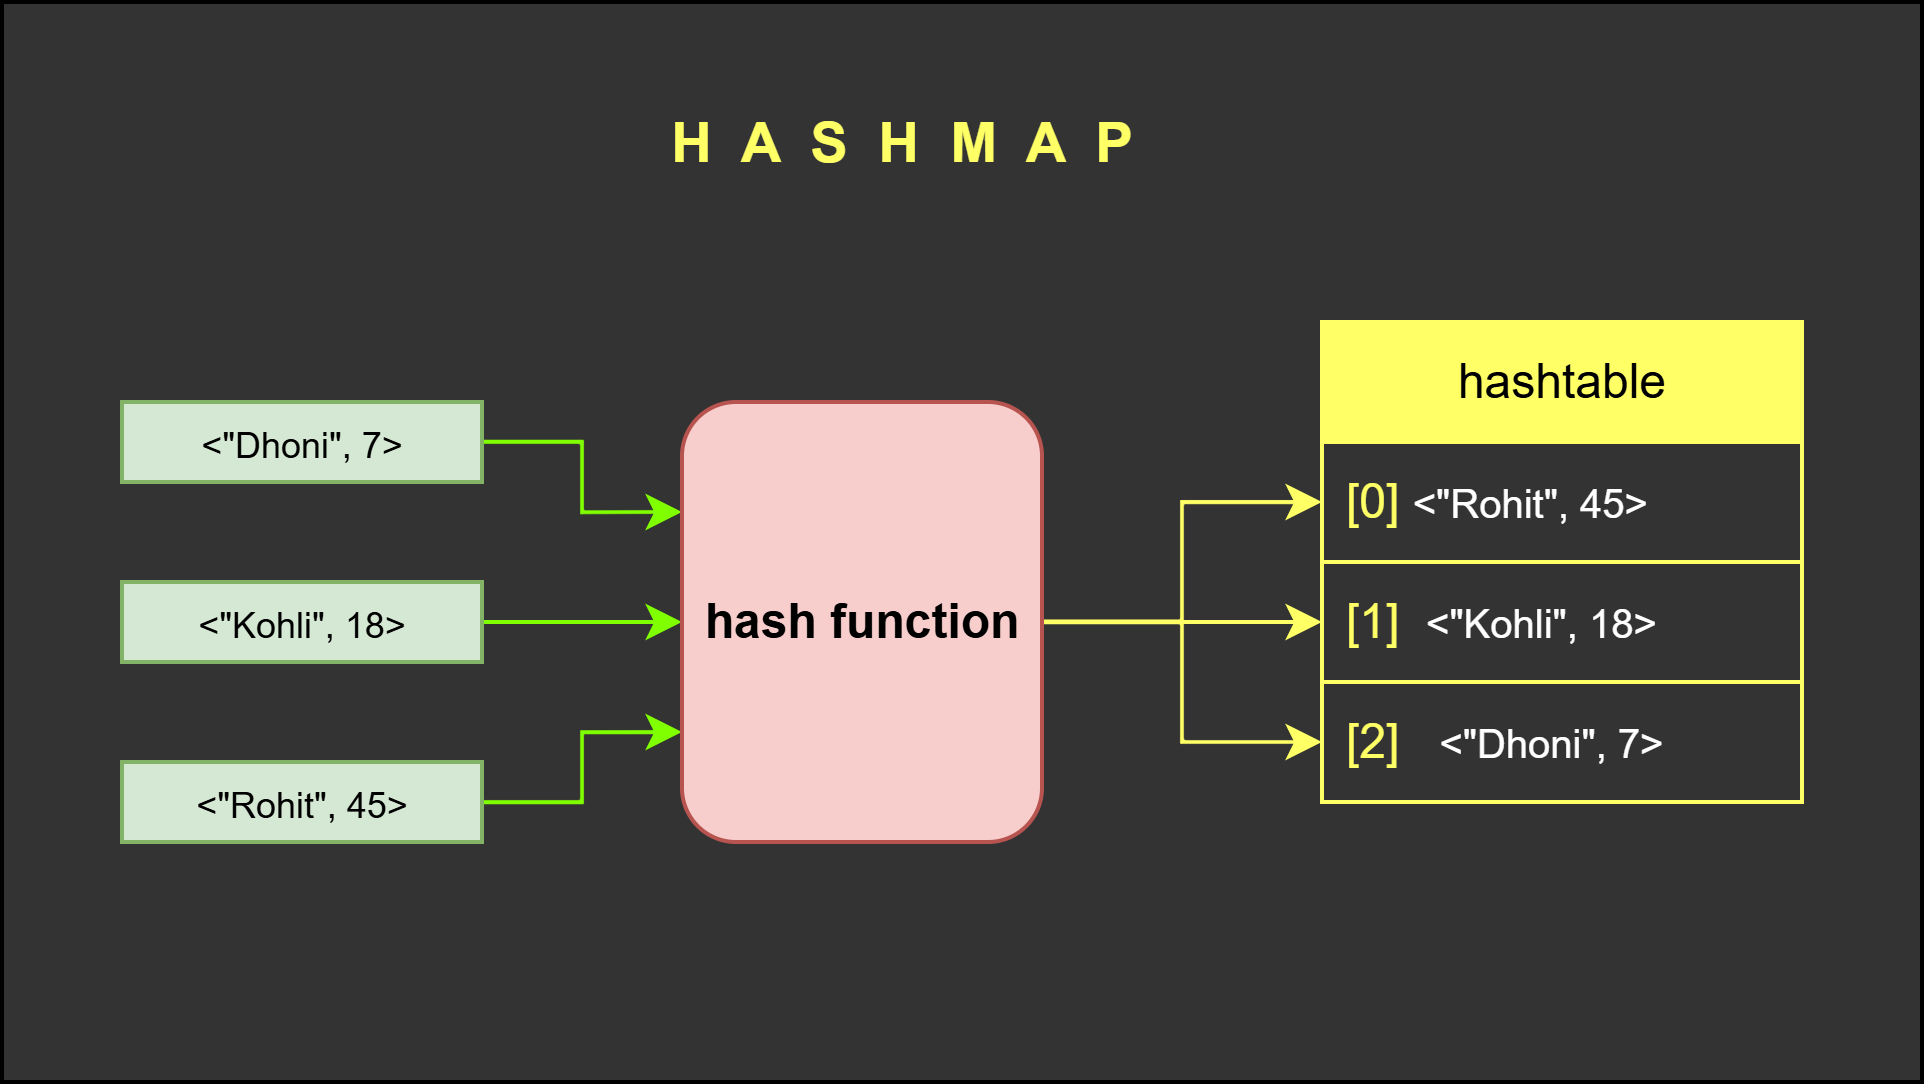 H A S H M A P
<"Dhoni", 7>
<"Kohli", 18>
<"Rohit", 45>
hash function
hashtable
[0] <"Rohit", 45>
[1] <"Kohli", 18>
[2] <"Dhoni", 7>